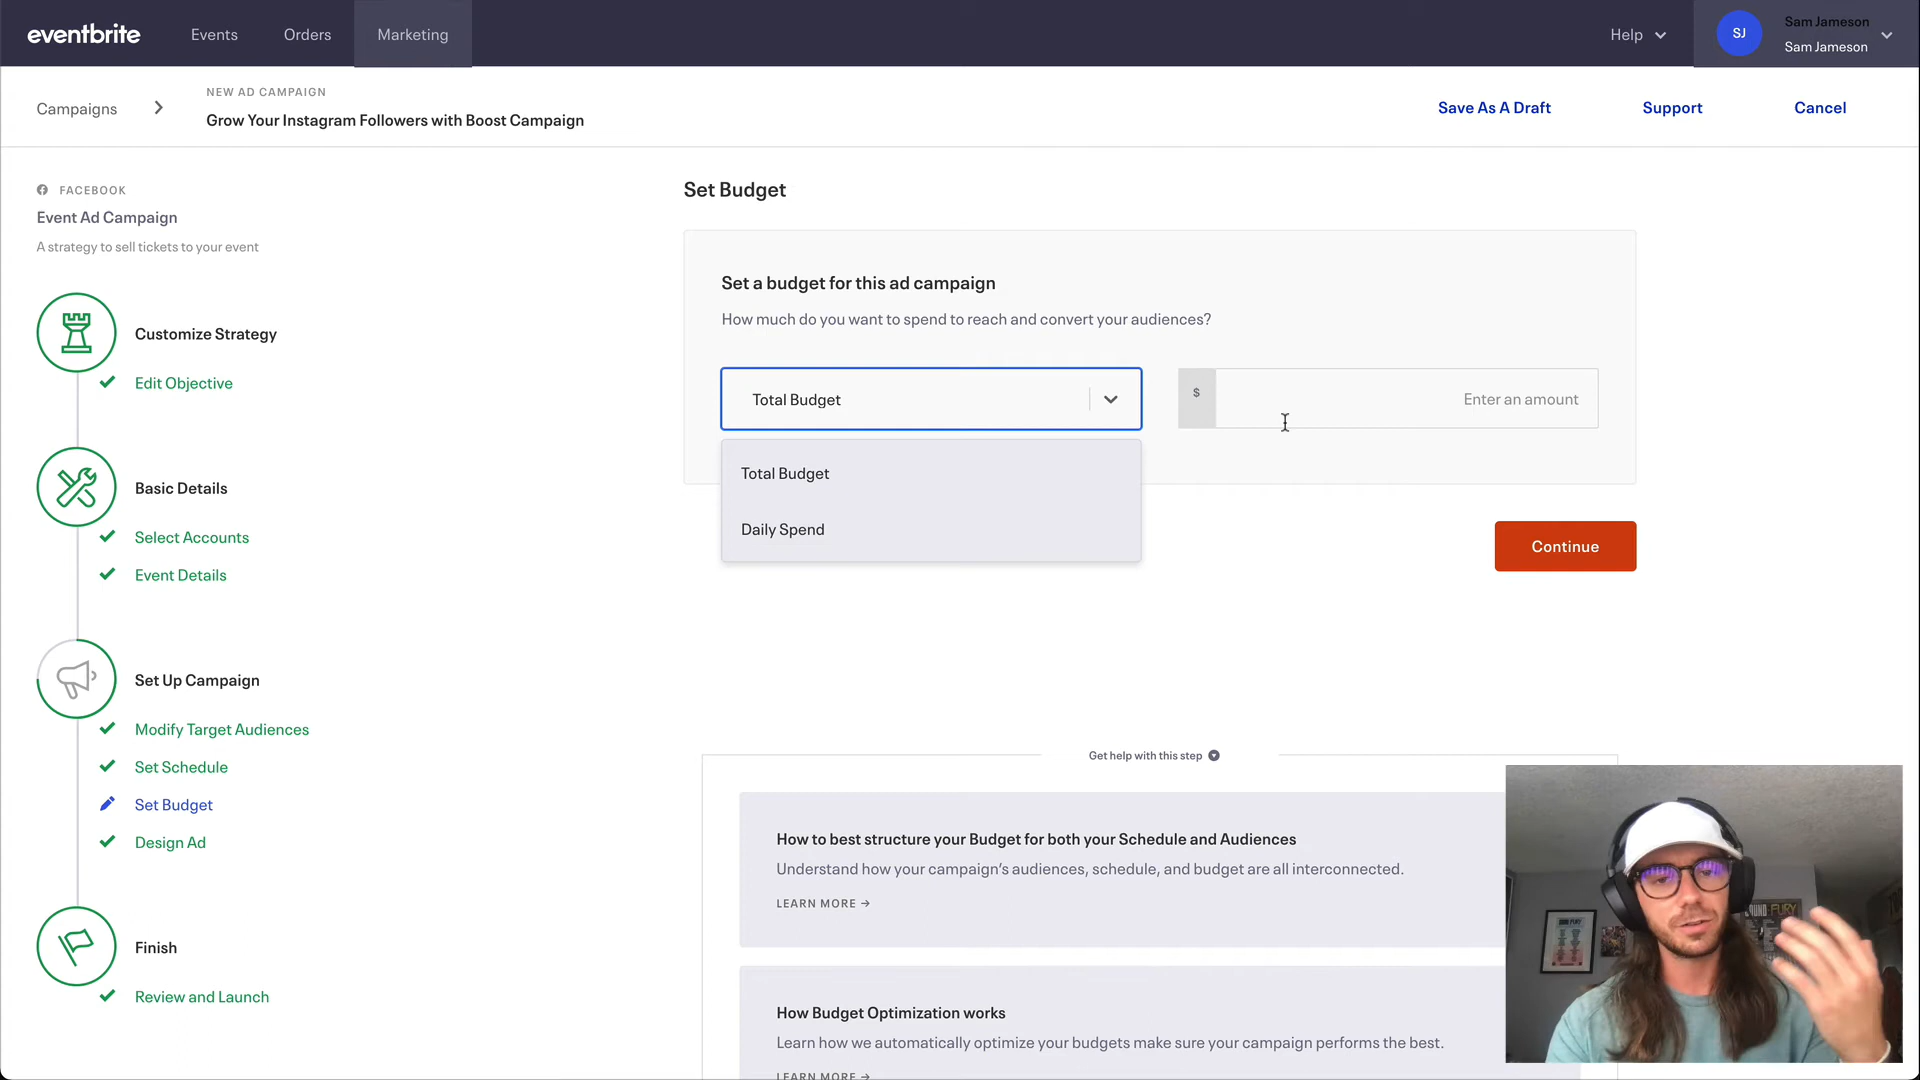 eventbrite
Events
Orders
Marketing
Help
SJ
Sam Jameson
Sam Jameson
Campaigns
NEW AD CAMPAIGN
Grow Your Instagram Followers with Boost Campaign
Save As A Draft
Support
Cancel
FACEBOOK
Event Ad Campaign
A strategy to sell tickets to your event
Customize Strategy
Edit Objective
Basic Details
Select Accounts
Event Details
Set Up Campaign
Modify Target Audiences
Set Schedule
Set Budget
Design Ad
Finish
Review and Launch
Set Budget
Set a budget for this ad campaign
How much do you want to spend to reach and convert your audiences?
Total Budget
$
Enter an amount
Total Budget
Daily Spend
Continue
Get help with this step
How to best structure your Budget for both your Schedule and Audiences
Understand how your campaign's audiences, schedule, and budget are all interconnected.
LEARN MORE →
How Budget Optimization works
Learn how we automatically optimize your budgets make sure your campaign performs the best.
LEARN MORE →